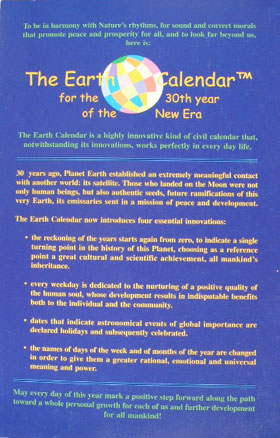 To be in harmony with Nature's rhythms, for sound and correct morals
that promote peace and prosperity for all, and to look far beyond us,
here is:
The Earth Calendar™
for the 30th year
of the New Era
The Earth Calendar is a highly innovative kind of civil calendar that,
notwithstanding its innovations, works perfectly in every day life.
30 years ago, Planet Earth established an extremely meaningful contact
with another world: its satellite. Those who landed on the Moon were not
only human beings, but also authentic seeds, future ramifications of this
very Earth, its emissaries sent in a mission of peace and development.
The Earth Calendar now introduces four essential innovations:
• the reckoning of the years starts again from zero, to indicate a single
turning point in the history of this Planet, choosing as a reference
point a great cultural and scientific achievement, all mankind's
inheritance.
• every weekday is dedicated to the nurturing of a positive quality of
the human soul, whose development results in indisputable benefits
both to the individual and the community.
• dates that indicate astronomical events of global importance are
declared holidays and subsequently celebrated.
• the names of days of the week and of months of the year are changed
in order to give them a greater rational, emotional and universal
meaning and power.
May every day of this year mark a positive step forward along the path
toward a whole personal growth for each of us and further development
for all mankind!